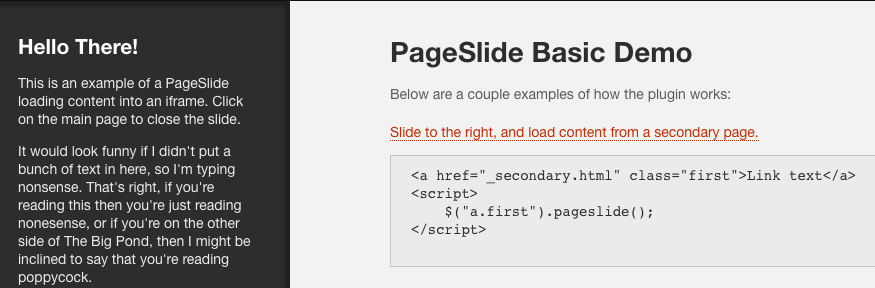 Hello There!
This is an example of a PageSlide
loading content into an iframe. Click
on the main page to close the slide.
It would look funny if I didn't put a
bunch of text in here, so I'm typing
nonsense. That's right, if you're
reading this then you're just reading
nonesense, or if you're on the other
side of The Big Pond, then I might be
inclined to say that you're reading
poppycock.
PageSlide Basic Demo
Below are a couple examples of how the plugin works:
Slide to the right, and load content from a secondary page.
<a href="_secondary.html" class="first">Link text</a>
<script>
    $("a.first").pageslide();
</script>